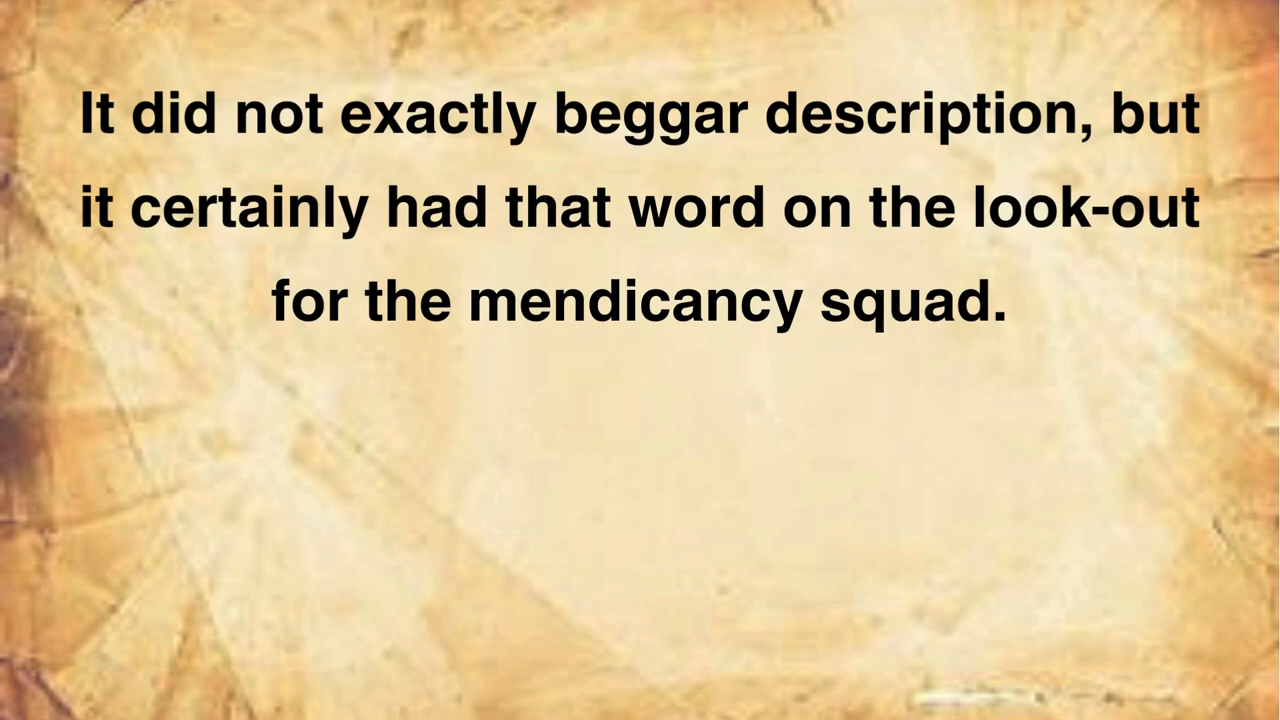 It did not exactly beggar description, but
it certainly had that word on the look-out
for the mendicancy squad.